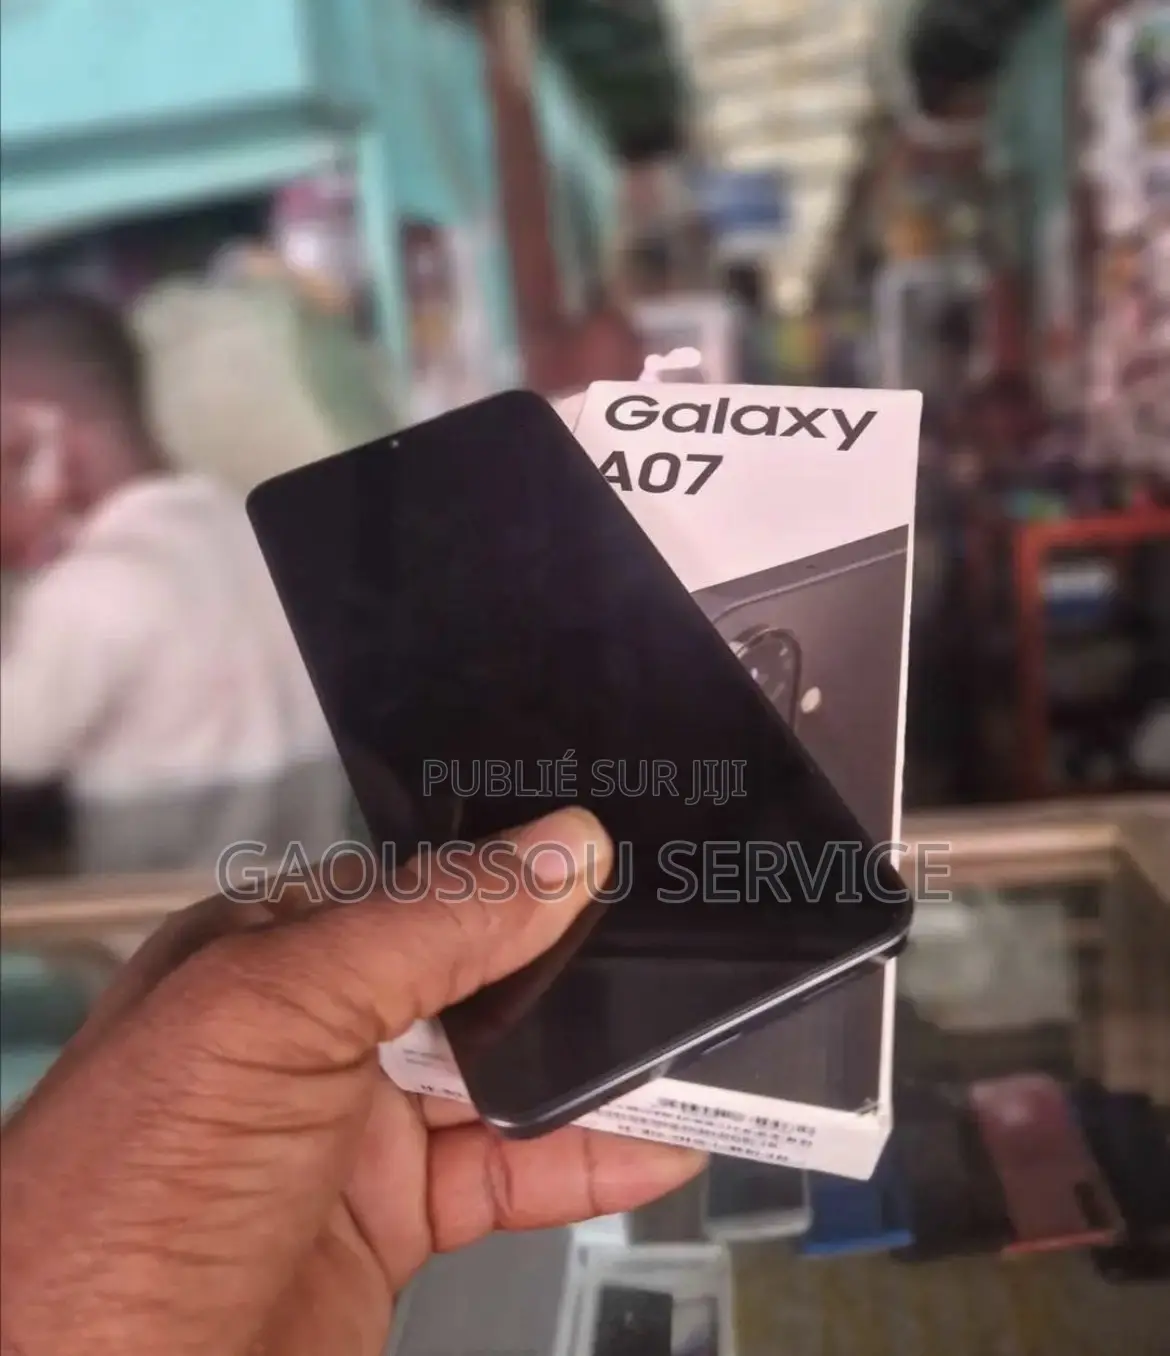 Galaxy
A07
PUBLIÉ SUR JIJI
GAOUSSOU SERVICE